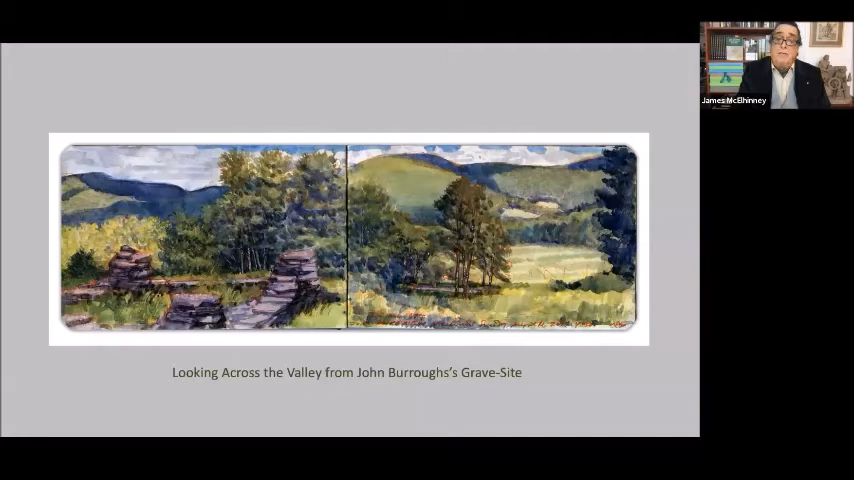 James McElhinney
Looking Across the Valley from John Burroughs's Grave-Site